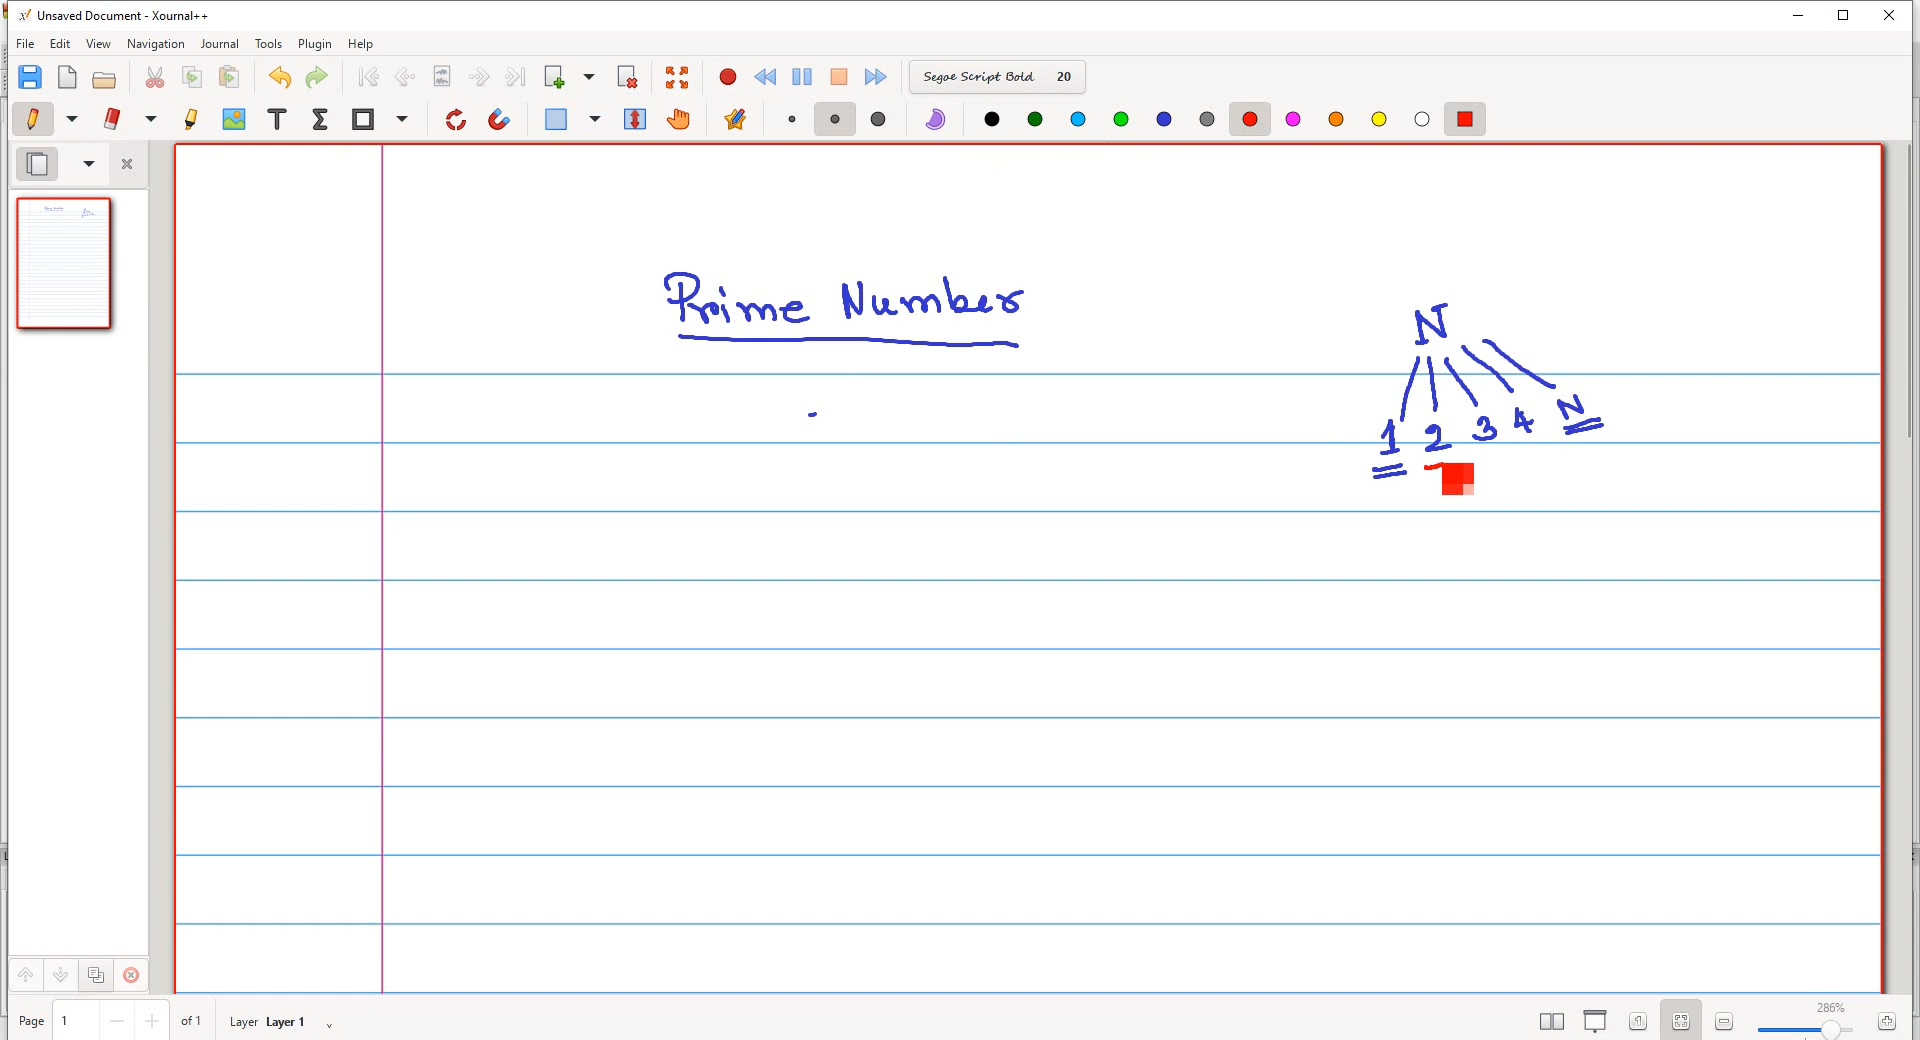 Unsaved Document - Xournal++
File Edit View Navigation Journal Tools Plugin Help
Segoe Script Bold 20
Prime Number
N
1 2 3 4 N
Page 1 of 1 Layer Layer 1
286%